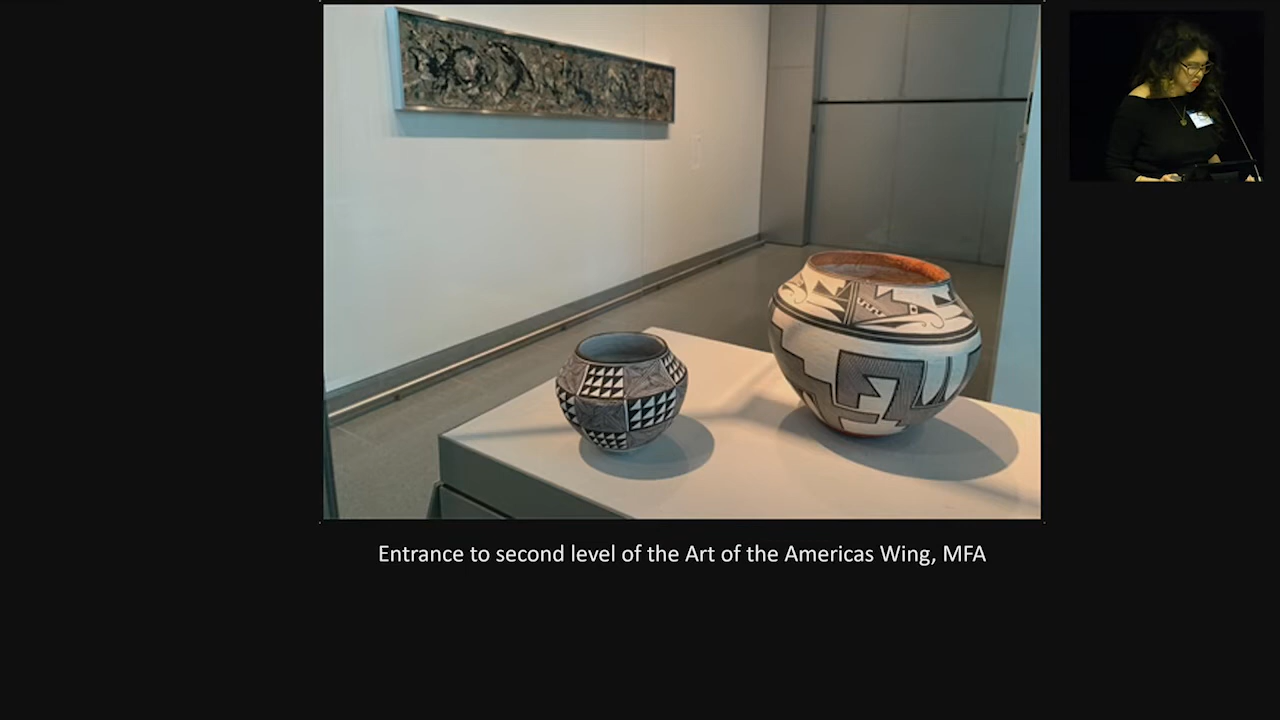 Entrance to second level of the Art of the Americas Wing, MFA